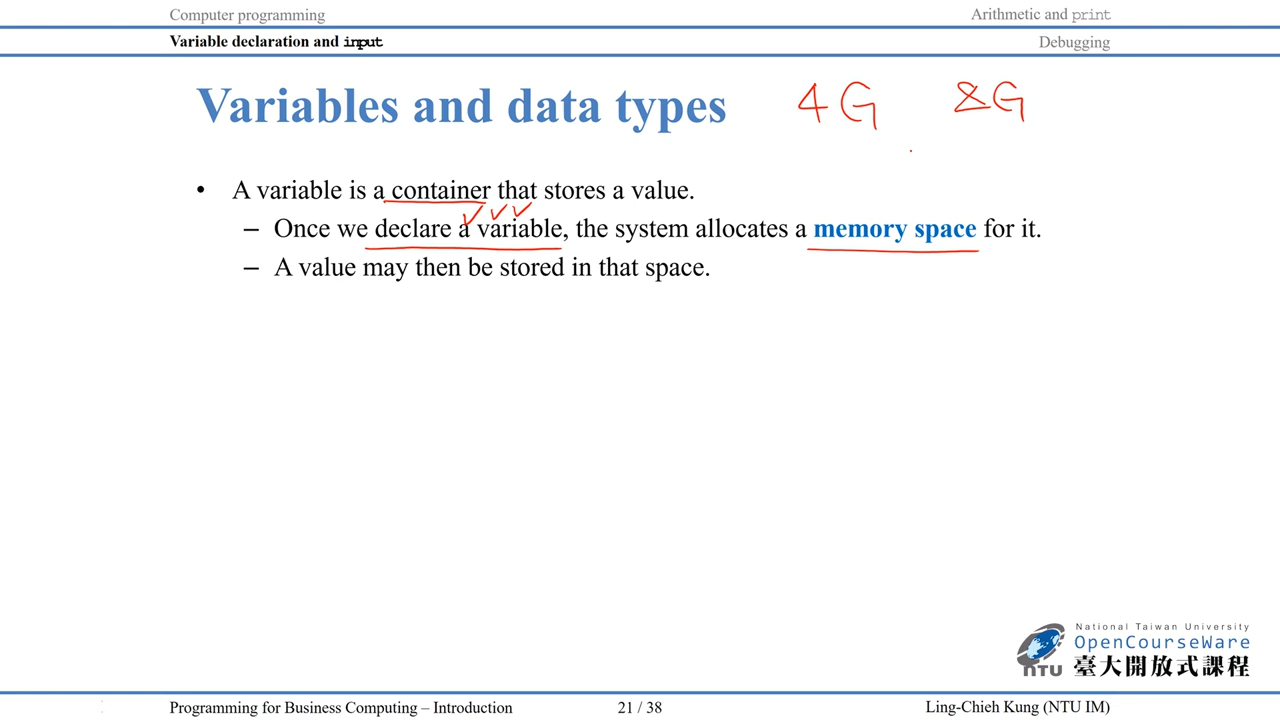 Computer programming
Arithmetic and print
Variable declaration and input
Debugging
Variables and data types
4G 8G
• A variable is a container that stores a value.
– Once we declare a variable, the system allocates a memory space for it.
– A value may then be stored in that space.
National Taiwan University
OpenCourseWare
NTU 臺大開放式課程
Programming for Business Computing – Introduction
21 / 38
Ling-Chieh Kung (NTU IM)